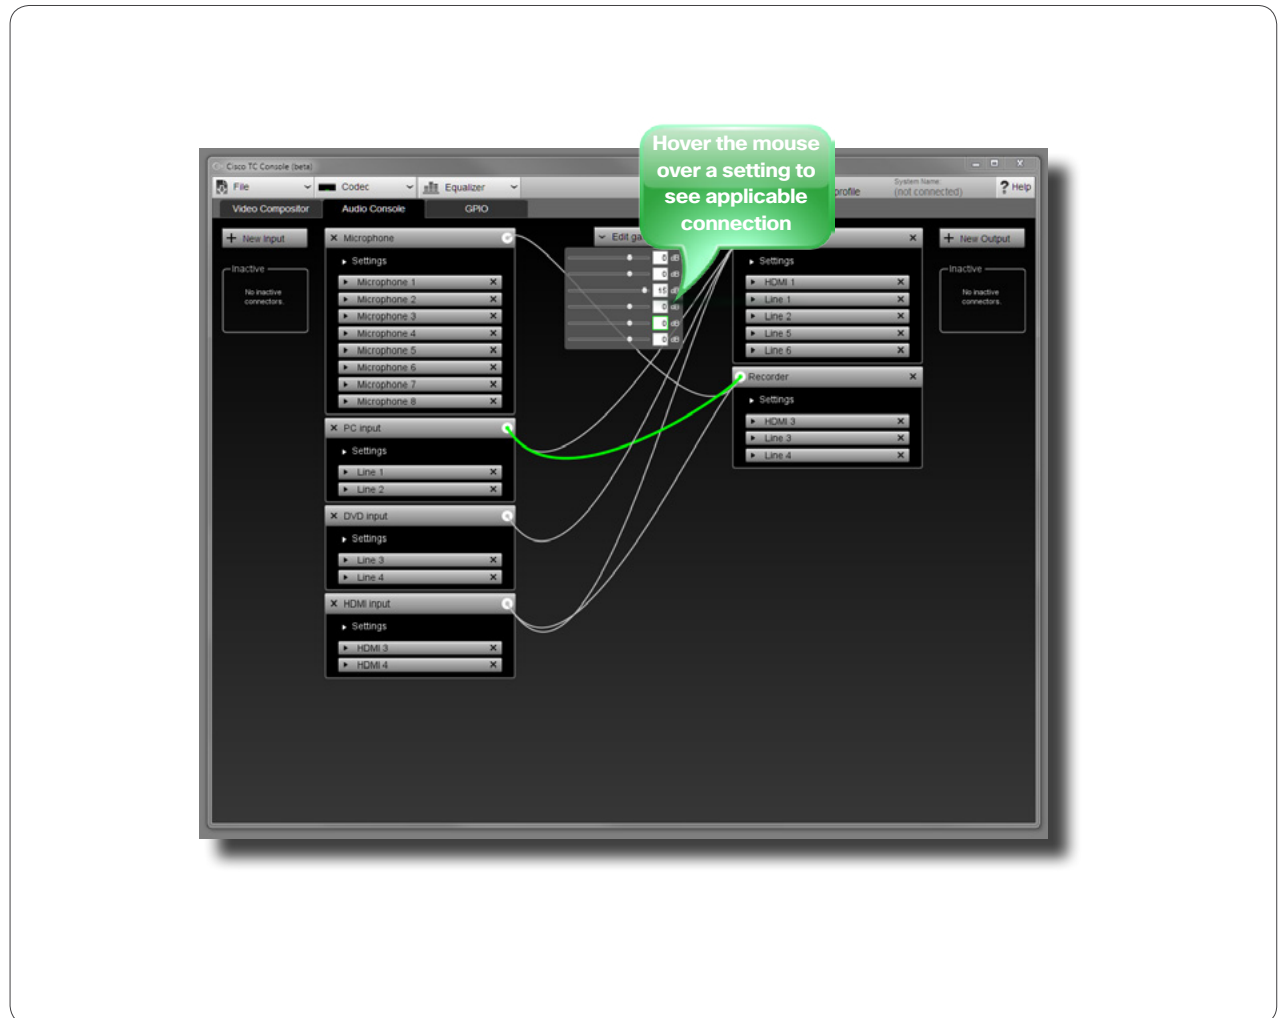 Hover the mouse
over a setting to
see applicable
connection
Cisco TC Console (beta)
File
Codec
Equalizer
profile
System Name:
(not connected)
? Help
Video Compositor
Audio Console
GPIO
+ New Input
Inactive
No inactive
connectors.
× Microphone
Settings
Microphone 1 ×
Microphone 2 ×
Microphone 3 ×
Microphone 4 ×
Microphone 5 ×
Microphone 6 ×
Microphone 7 ×
Microphone 8 ×
× PC input
Settings
Line 1 ×
Line 2 ×
× DVD input
Settings
Line 3 ×
Line 4 ×
× HDMI input
Settings
HDMI 3 ×
HDMI 4 ×
Edit ga
0 dB
0 dB
15 dB
0 dB
0 dB
0 dB
×
Settings
HDMI 1 ×
Line 1 ×
Line 2 ×
Line 5 ×
Line 6 ×
Recorder ×
Settings
HDMI 3 ×
Line 3 ×
Line 4 ×
+ New Output
Inactive
No inactive
connectors.